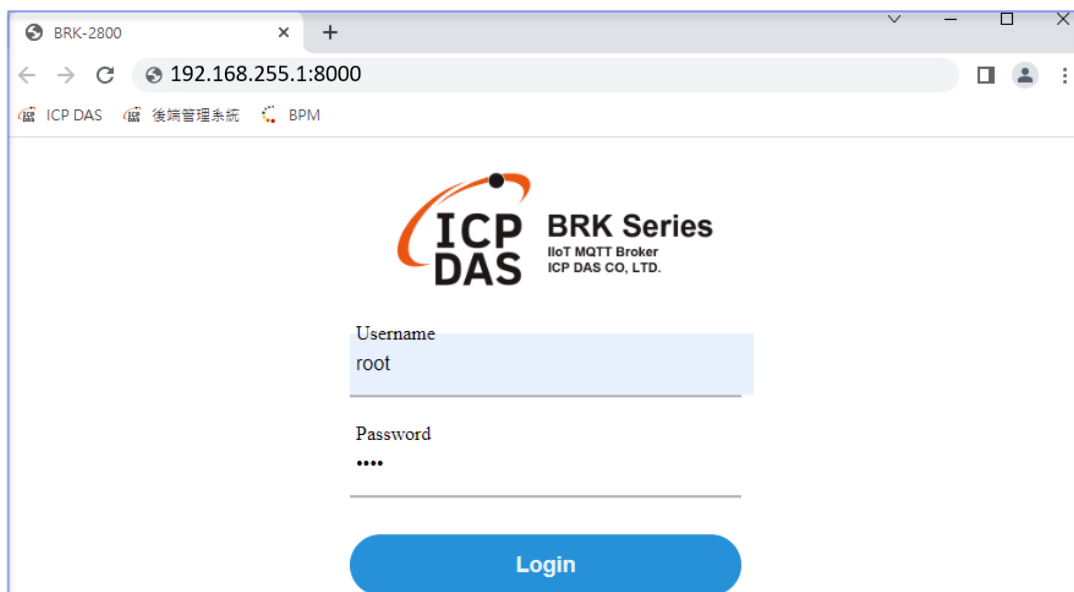 BRK-2800
192.168.255.1:8000
ICP DAS 後端管理系統 BPM
ICP DAS
BRK Series
IIoT MQTT Broker
ICP DAS CO, LTD.
Username
root
Password
••••
Login